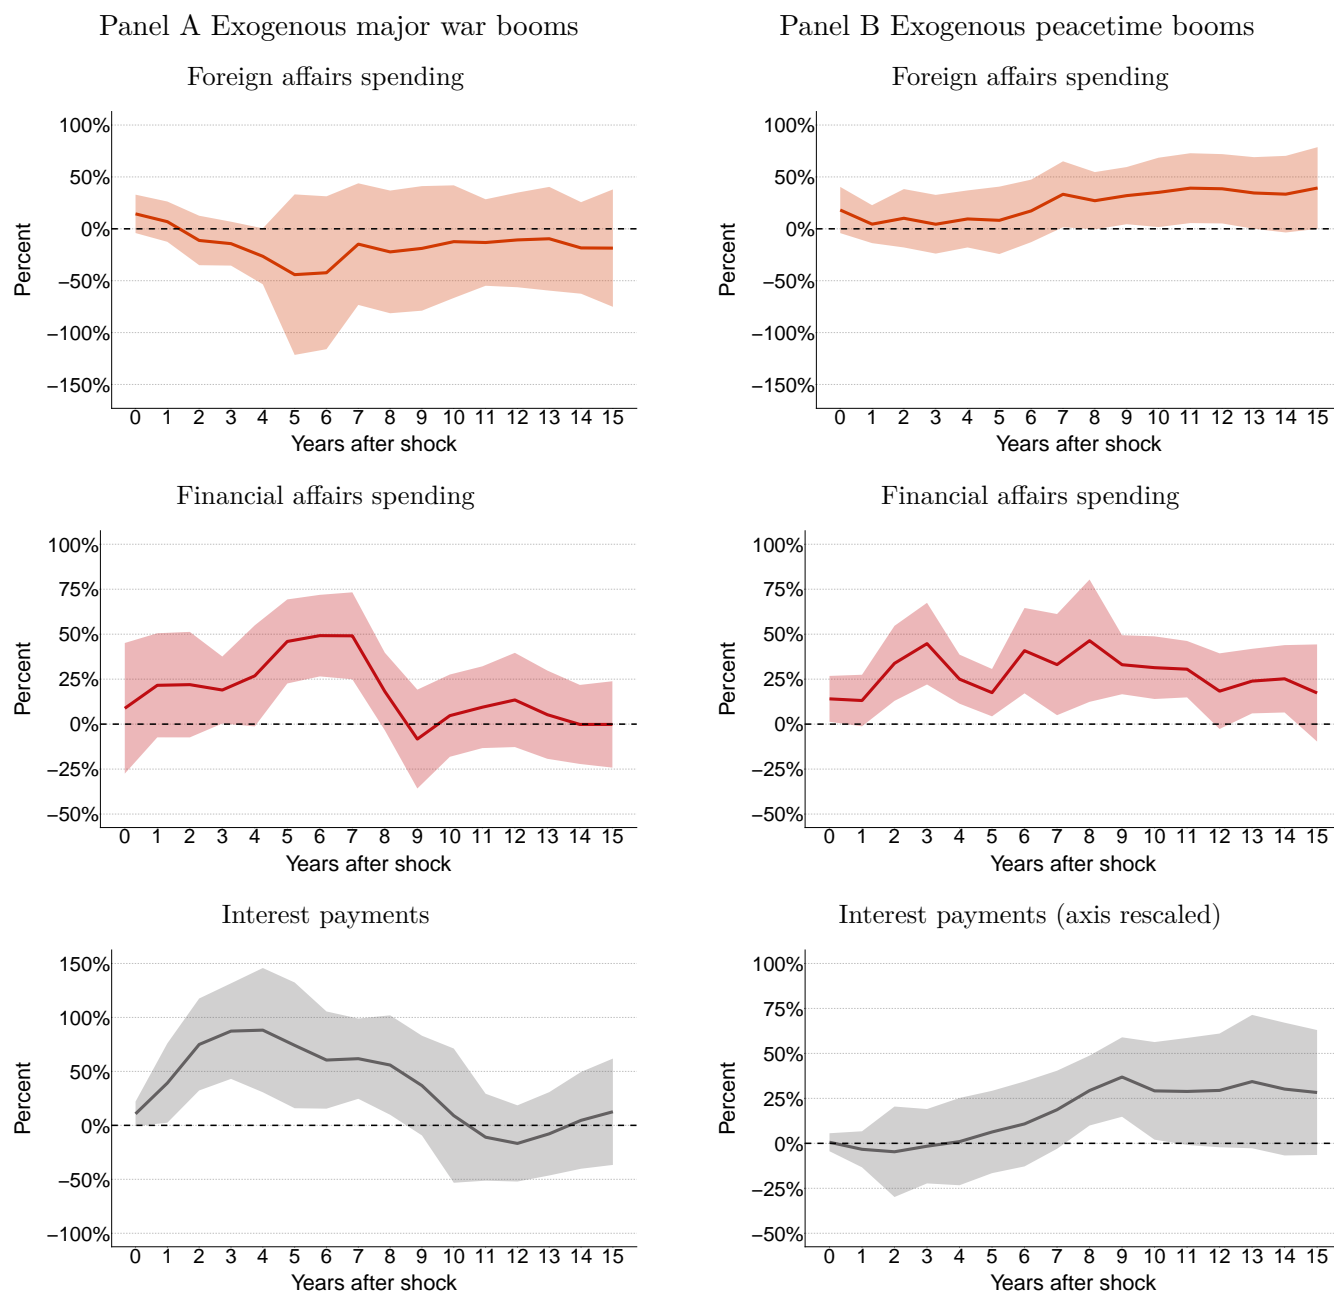 Panel A Exogenous major war booms
Panel B Exogenous peacetime booms
Foreign affairs spending
100%
50%
0%
−50%
−100%
−150%
Percent
0 1 2 3 4 5 6 7 8 9 10 11 12 13 14 15
Years after shock
Foreign affairs spending
100%
50%
0%
−50%
−100%
−150%
Percent
0 1 2 3 4 5 6 7 8 9 10 11 12 13 14 15
Years after shock
Financial affairs spending
100%
75%
50%
25%
0%
−25%
−50%
Percent
0 1 2 3 4 5 6 7 8 9 10 11 12 13 14 15
Years after shock
Financial affairs spending
100%
75%
50%
25%
0%
−25%
−50%
Percent
0 1 2 3 4 5 6 7 8 9 10 11 12 13 14 15
Years after shock
Interest payments
150%
100%
50%
0%
−50%
−100%
Percent
0 1 2 3 4 5 6 7 8 9 10 11 12 13 14 15
Years after shock
Interest payments (axis rescaled)
100%
75%
50%
25%
0%
−25%
−50%
Percent
0 1 2 3 4 5 6 7 8 9 10 11 12 13 14 15
Years after shock